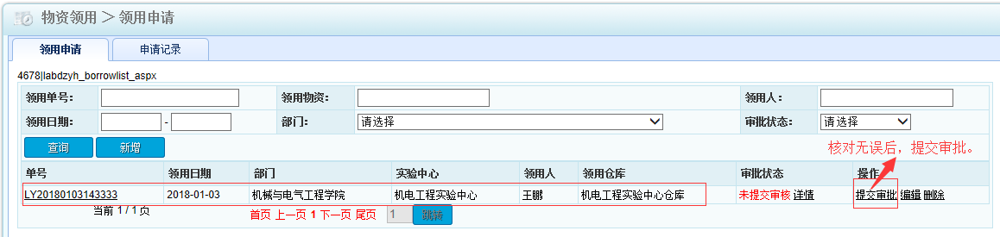 物资领用 > 领用申请
领用申请 申请记录
4678|labdzyh_borrowlist_aspx
领用单号： 领用物资： 领用人：
领用日期： - 部门： 请选择 审批状态： 请选择
查询 新增 核对无误后，提交审批。
单号 领用日期 部门 实验中心 领用人 领用仓库 审批状态 操作
LY20180103143333 2018-01-03 机械与电气工程学院 机电工程实验中心 王鹏 机电工程实验中心仓库 未提交审核 详情 提交审批 编辑 删除
当前 1 / 1 页 首页 上一页 1 下一页 尾页 1 跳转